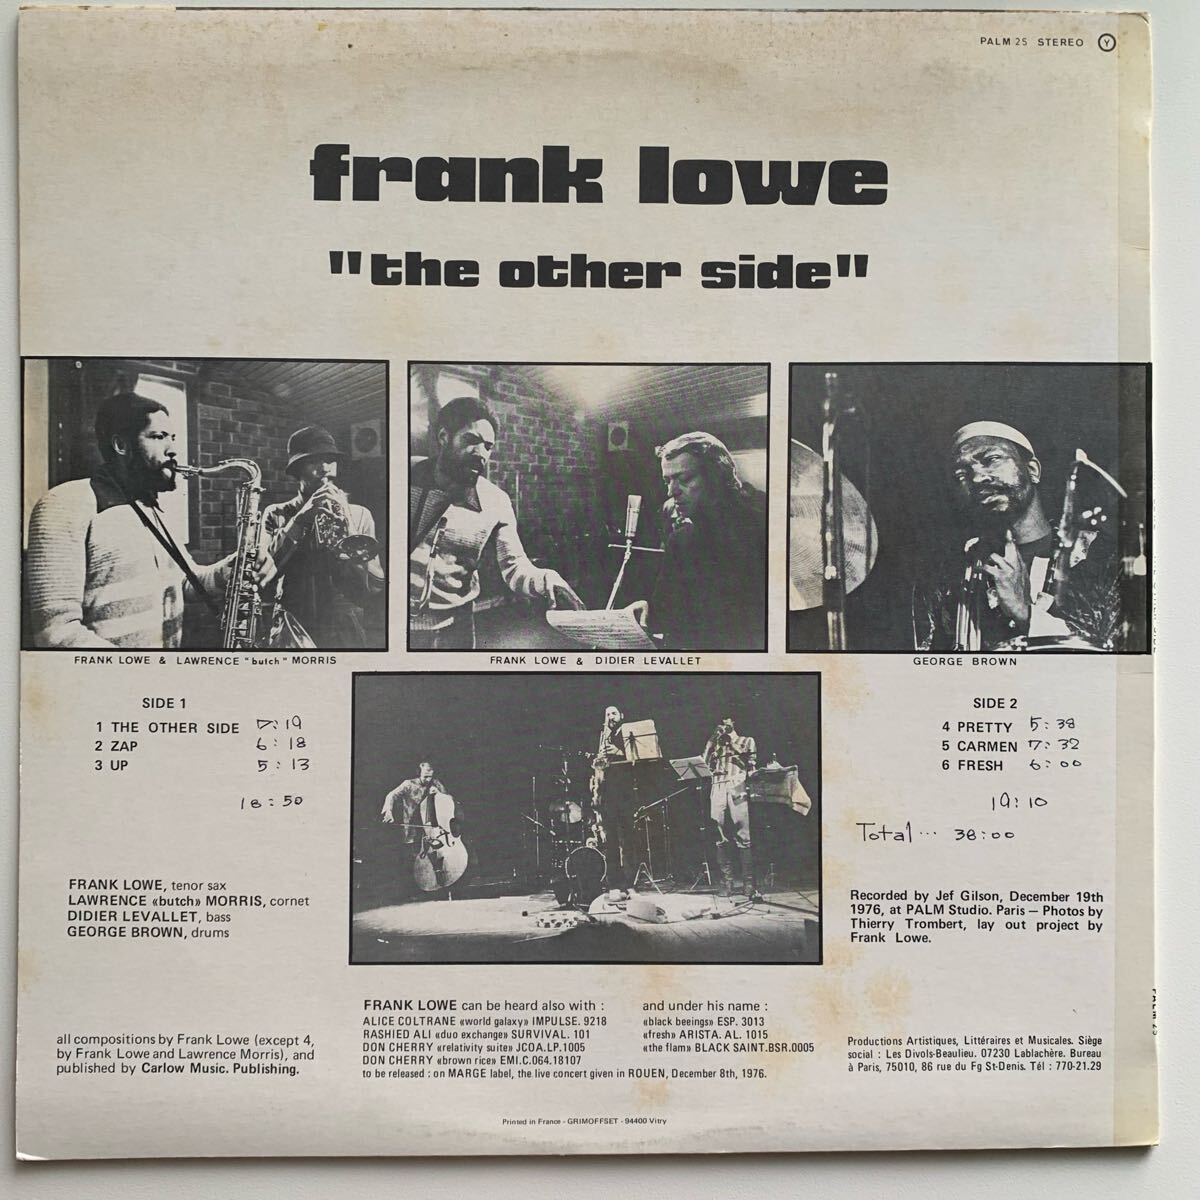 PALM 25 STEREO Y
frank lowe
"the other side"
FRANK LOWE & LAWRENCE "butch" MORRIS
FRANK LOWE & DIDIER LEVALLET
GEORGE BROWN
SIDE 1
1 THE OTHER SIDE 7:19
2 ZAP 6:18
3 UP 5:13
18:50
SIDE 2
4 PRETTY 5:38
5 CARMEN 7:32
6 FRESH 6:00
19:10
Total... 38:00
FRANK LOWE, tenor sax
LAWRENCE «butch» MORRIS, cornet
DIDIER LEVALLET, bass
GEORGE BROWN, drums
Recorded by Jef Gilson, December 19th
1976, at PALM Studio. Paris — Photos by
Thierry Trombert, lay out project by
Frank Lowe.
all compositions by Frank Lowe (except 4,
by Frank Lowe and Lawrence Morris), and
published by Carlow Music. Publishing.
FRANK LOWE can be heard also with :
ALICE COLTRANE «world galaxy» IMPULSE. 9218
RASHIED ALI «duo exchange» SURVIVAL. 101
DON CHERRY «relativity suite» JCOA.LP.1005
DON CHERRY «brown rice» EMI.C.064.18107
and under his name :
«black beeings» ESP. 3013
«fresh» ARISTA. AL. 1015
«the flam» BLACK SAINT.BSR.0005
to be released : on MARGE label, the live concert given in ROUEN, December 8th, 1976.
Productions Artistiques, Littéraires et Musicales. Siège
social : Les Divols-Beaulieu. 07230 Lablachère. Bureau
à Paris, 75010, 86 rue du Fg St-Denis. Tél : 770-21.29
Printed in France - GRIMOFFSET - 94400 Vitry
PALM 25